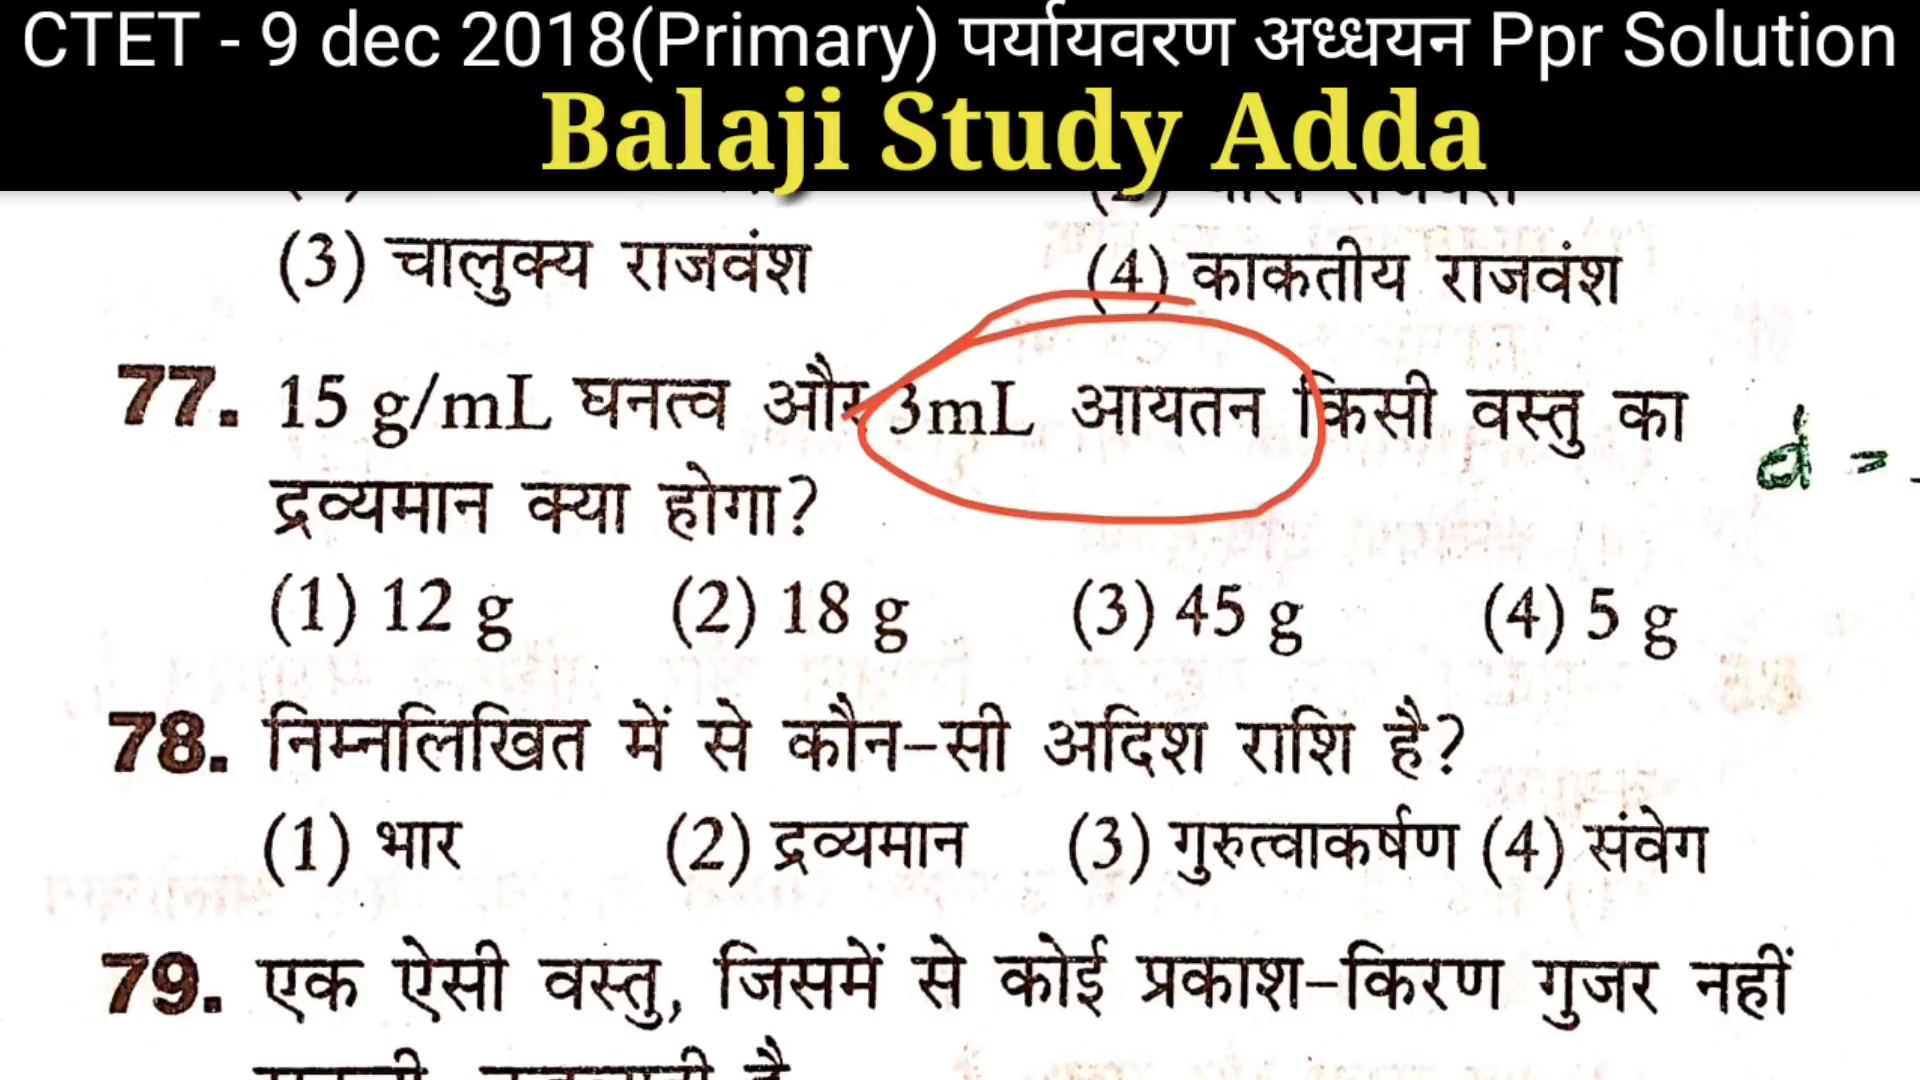 CTET - 9 dec 2018(Primary) पर्यायवरण अध्धयन Ppr Solution
Balaji Study Adda
(3) चालुक्य राजवंश (4) काकतीय राजवंश
77. 15 g/mL घनत्व और 3mL आयतन किसी वस्तु का
d =
द्रव्यमान क्या होगा?
(1) 12 g (2) 18 g (3) 45 g (4) 5 g
78. निम्नलिखित में से कौन-सी अदिश राशि है?
(1) भार (2) द्रव्यमान (3) गुरुत्वाकर्षण (4) संवेग
79. एक ऐसी वस्तु, जिसमें से कोई प्रकाश-किरण गुजर नहीं